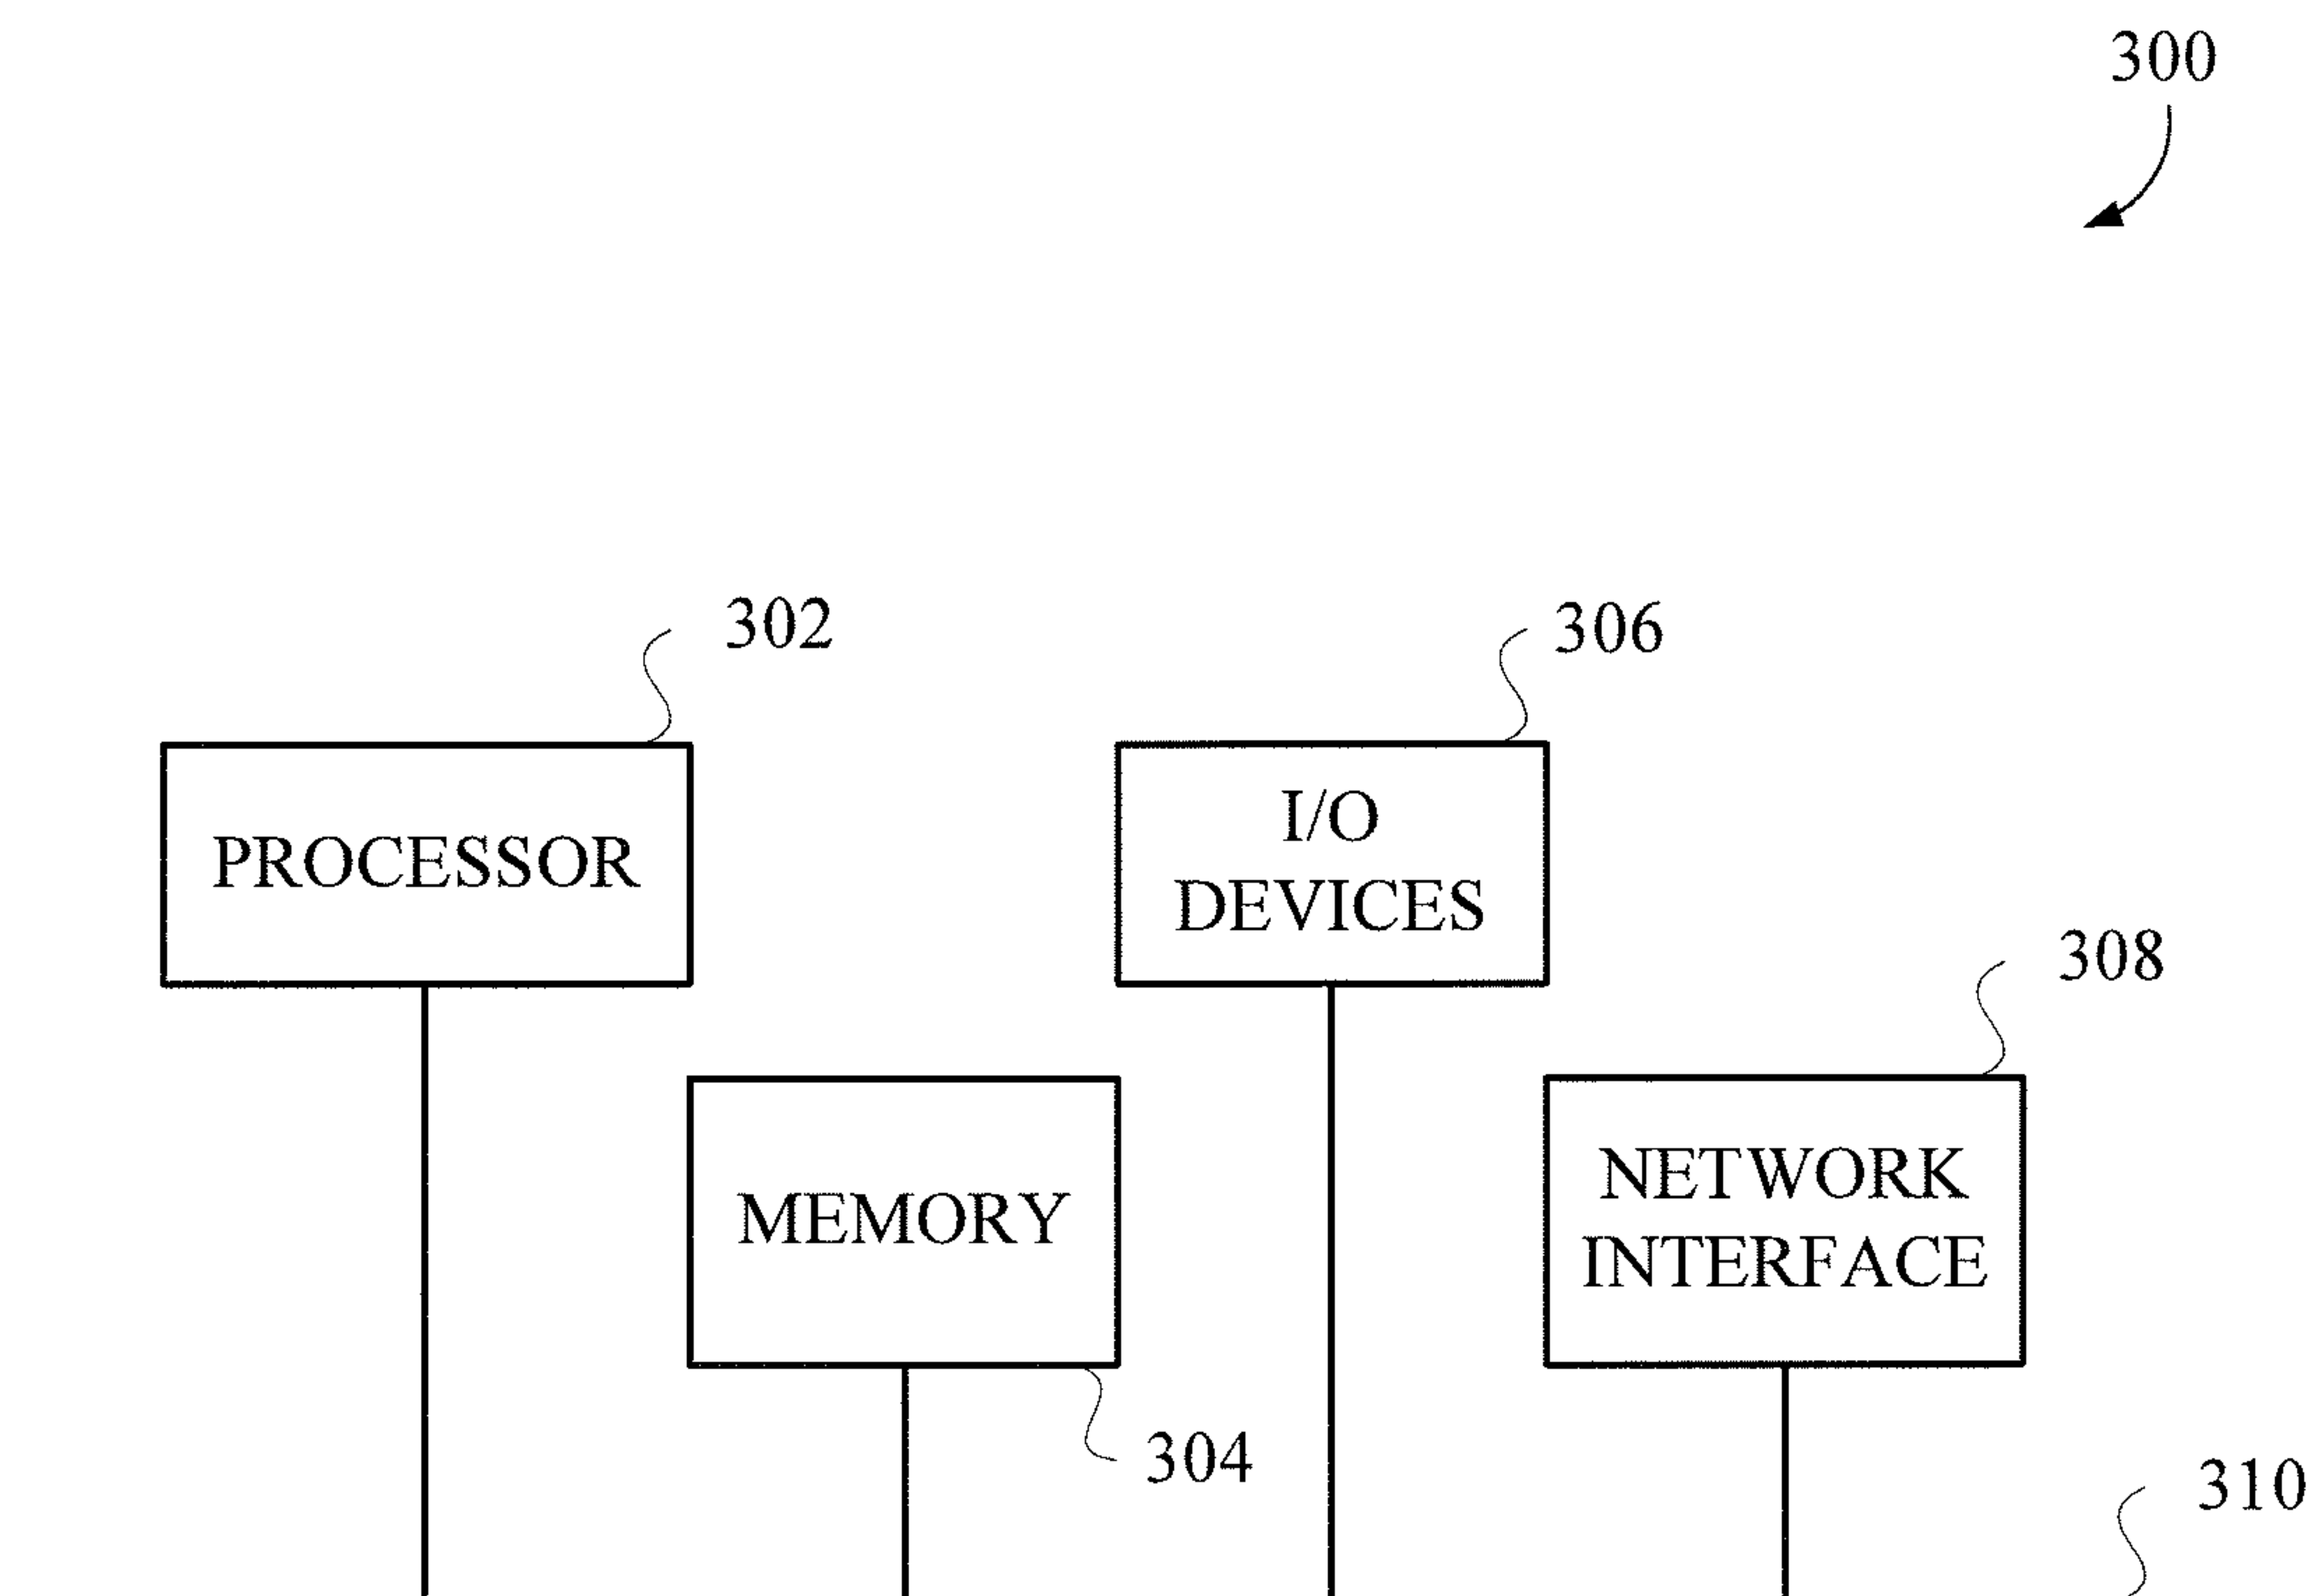 300
302
306
PROCESSOR
I/O
DEVICES
308
MEMORY
NETWORK
INTERFACE
304
310